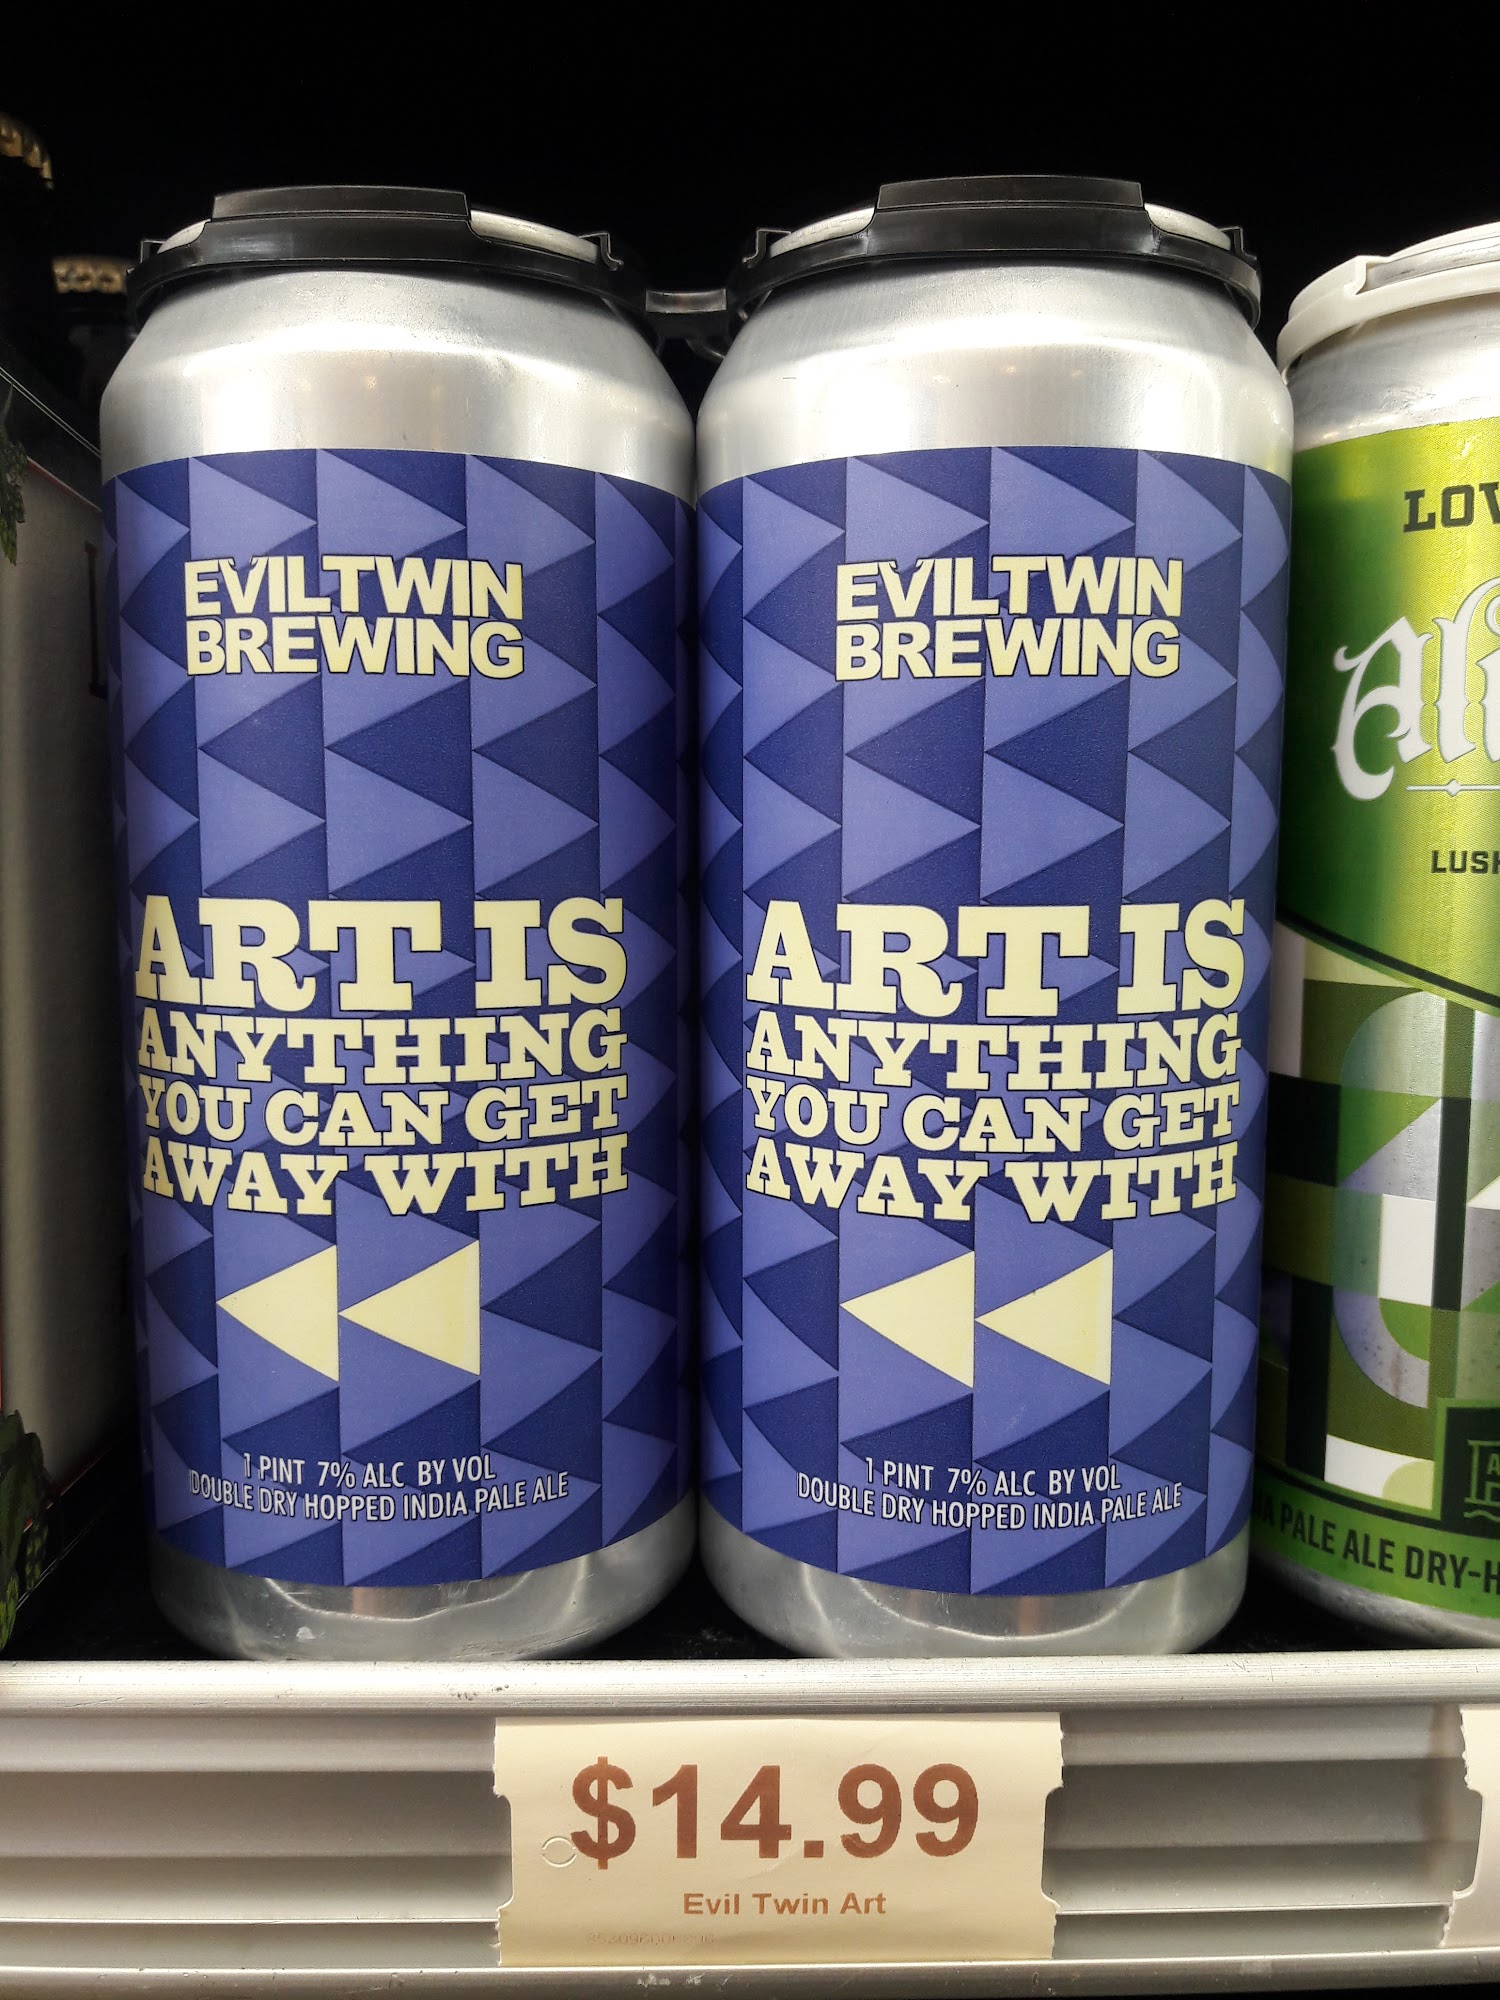 EVILTWIN
BREWING
ART IS
ANYTHING
YOU CAN GET
AWAY WITH
1 PINT 7% ALC BY VOL
DOUBLE DRY HOPPED INDIA PALE ALE
EVILTWIN
BREWING
ART IS
ANYTHING
YOU CAN GET
AWAY WITH
1 PINT 7% ALC BY VOL
DOUBLE DRY HOPPED INDIA PALE ALE
PALE ALE DRY-H
$14.99
Evil Twin Art